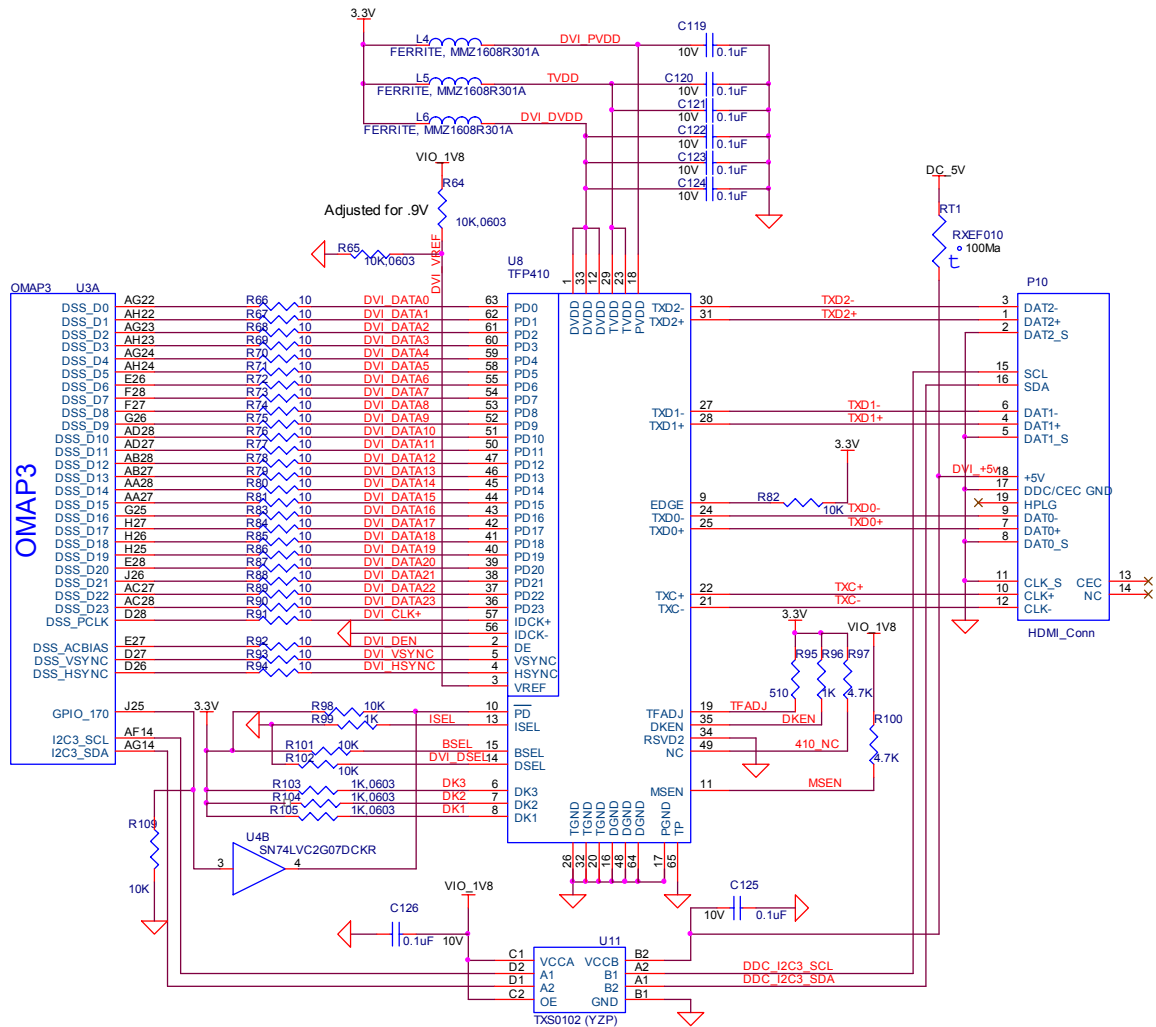 3.3V
L4 DVI_PVDD C119
FERRITE, MMZ1608R301A 10V 0.1uF
L5 TVDD C120
FERRITE, MMZ1608R301A 10V 0.1uF
C121
10V 0.1uF
L6 DVI_DVDD C122
FERRITE, MMZ1608R301A 10V 0.1uF
C123
10V 0.1uF
C124
10V 0.1uF
VIO_1V8
R64
Adjusted for .9V
10K,0603
R65
10K,0603
DVI_VREF
DC_5V
RT1
RXEF010
100Ma
t
U8
TFP410
1 33 12 29 23 18
DVDD DVDD DVDD TVDD TVDD PVDD
OMAP3 U3A
OMAP3
P10
DSS_D0 AG22 R66 10 DVI_DATA0 63 PD0
DSS_D1 AH22 R67 10 DVI_DATA1 62 PD1
DSS_D2 AG23 R68 10 DVI_DATA2 61 PD2
DSS_D3 AH23 R69 10 DVI_DATA3 60 PD3
DSS_D4 AG24 R70 10 DVI_DATA4 59 PD4
DSS_D5 AH24 R71 10 DVI_DATA5 58 PD5
DSS_D6 E26 R72 10 DVI_DATA6 55 PD6
DSS_D7 F28 R73 10 DVI_DATA7 54 PD7
DSS_D8 F27 R74 10 DVI_DATA8 53 PD8
DSS_D9 G26 R75 10 DVI_DATA9 52 PD9
DSS_D10 AD28 R76 10 DVI_DATA10 51 PD10
DSS_D11 AD27 R77 10 DVI_DATA11 50 PD11
DSS_D12 AB28 R78 10 DVI_DATA12 47 PD12
DSS_D13 AB27 R79 10 DVI_DATA13 46 PD13
DSS_D14 AA28 R80 10 DVI_DATA14 45 PD14
DSS_D15 AA27 R81 10 DVI_DATA15 44 PD15
DSS_D16 G25 R83 10 DVI_DATA16 43 PD16
DSS_D17 H27 R84 10 DVI_DATA17 42 PD17
DSS_D18 H26 R85 10 DVI_DATA18 41 PD18
DSS_D19 H25 R86 10 DVI_DATA19 40 PD19
DSS_D20 E28 R87 10 DVI_DATA20 39 PD20
DSS_D21 J26 R88 10 DVI_DATA21 38 PD21
DSS_D22 AC27 R89 10 DVI_DATA22 37 PD22
DSS_D23 AC28 R90 10 DVI_DATA23 36 PD23
DSS_PCLK D28 R91 10 DVI_CLK+ 57 IDCK+
56 IDCK-
DSS_ACBIAS E27 R92 10 DVI_DEN 2 DE
DSS_VSYNC D27 R93 10 DVI_VSYNC 5 VSYNC
DSS_HSYNC D26 R94 10 DVI_HSYNC 4 HSYNC
3 VREF
TXD2- 30 TXD2- 3 DAT2-
TXD2+ 31 TXD2+ 1 DAT2+
2 DAT2_S
15 SCL
16 SDA
TXD1- 27 TXD1- 6 DAT1-
TXD1+ 28 TXD1+ 4 DAT1+
5 DAT1_S
3.3V
DVI_+5v 18 +5V
17 DDC/CEC GND
EDGE 9 R82 10K 19 HPLG
TXD0- 24 TXD0- 9 DAT0-
TXD0+ 25 TXD0+ 7 DAT0+
8 DAT0_S
11 CLK_S CEC 13
TXC+ 22 TXC+ 10 CLK+ NC 14
TXC- 21 TXC- 12 CLK-
HDMI_Conn
3.3V VIO_1V8
R95 R96 R97
510 1K 4.7K
R100
4.7K
GPIO_170 J25 3.3V R98 10K 10 PD
R99 1K ISEL 13 ISEL
I2C3_SCL AF14
I2C3_SDA AG14
R101 10K BSEL 15 BSEL
R102 10K DVI_DSEL 14 DSEL
R103 1K,0603 DK3 6 DK3
R104 1K,0603 DK2 7 DK2
R105 1K,0603 DK1 8 DK1
TFADJ 19 TFADJ
DKEN 35 DKEN
RSVD2 34
NC 49 410_NC
MSEN 11 MSEN
TGND TGND TGND DGND DGND DGND PGND TP
26 32 20 16 48 64 17 65
R109
10K
U4B
SN74LVC2G07DCKR
3 4
VIO_1V8
C126
0.1uF 10V
C125
10V 0.1uF
U11
C1 VCCA VCCB B2
D2 A1 B1 A2 DDC_I2C3_SCL
D1 A2 B2 A1 DDC_I2C3_SDA
C2 OE GND B1
TXS0102 (YZP)